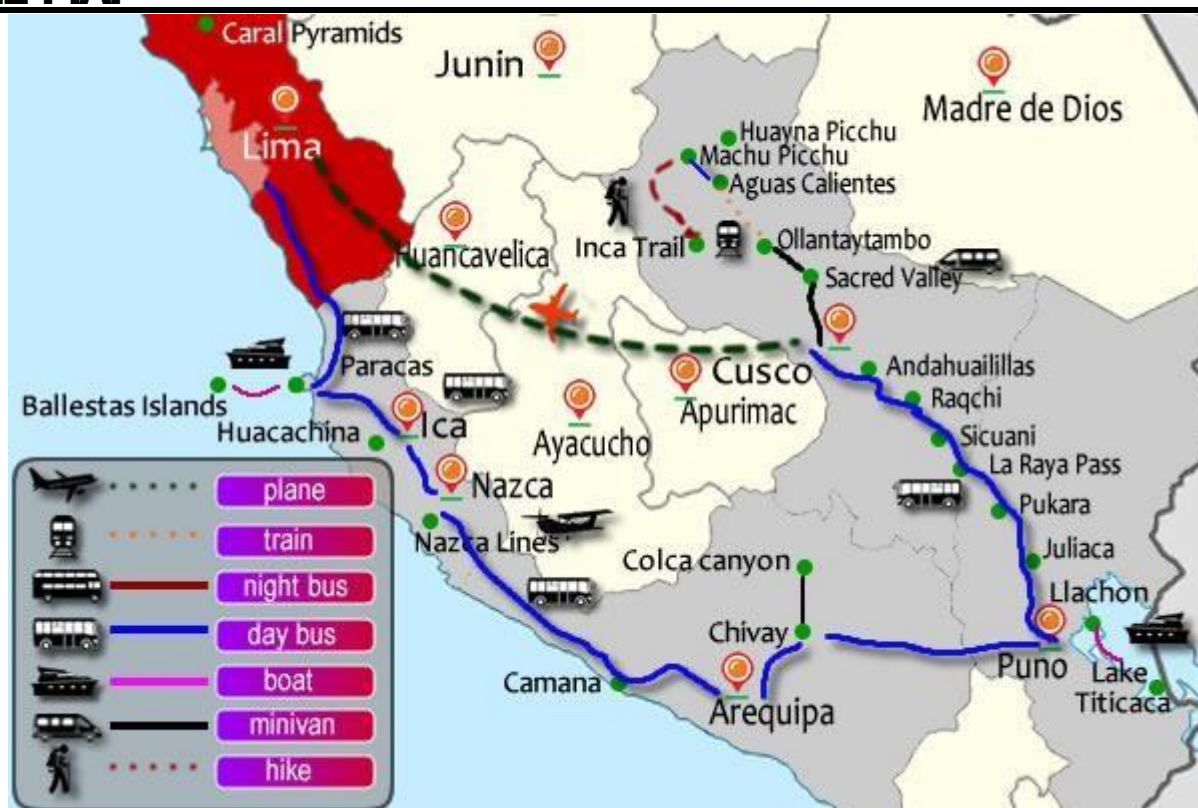 Caral Pyramids
Junin
Madre de Dios
Lima
Huayna Picchu
Machu Picchu
Aguas Calientes
Huancavelica
Inca Trail
Ollantaytambo
Sacred Valley
Paracas
Ballestas Islands
Cusco
Andahuailillas
Apurimac
Raqchi
Huacachina
Ica
Ayacucho
Sicuani
La Raya Pass
Nazca
Pukara
Nazca Lines
Colca canyon
Juliaca
Llachon
Chivay
Puno
Camana
Arequipa
Lake
Titicaca
plane
train
night bus
day bus
boat
minivan
hike